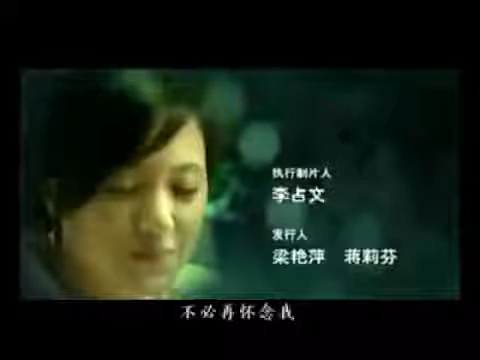 执行制片人
李占文
发行人
梁艳萍 蒋莉芬
不必再怀念我